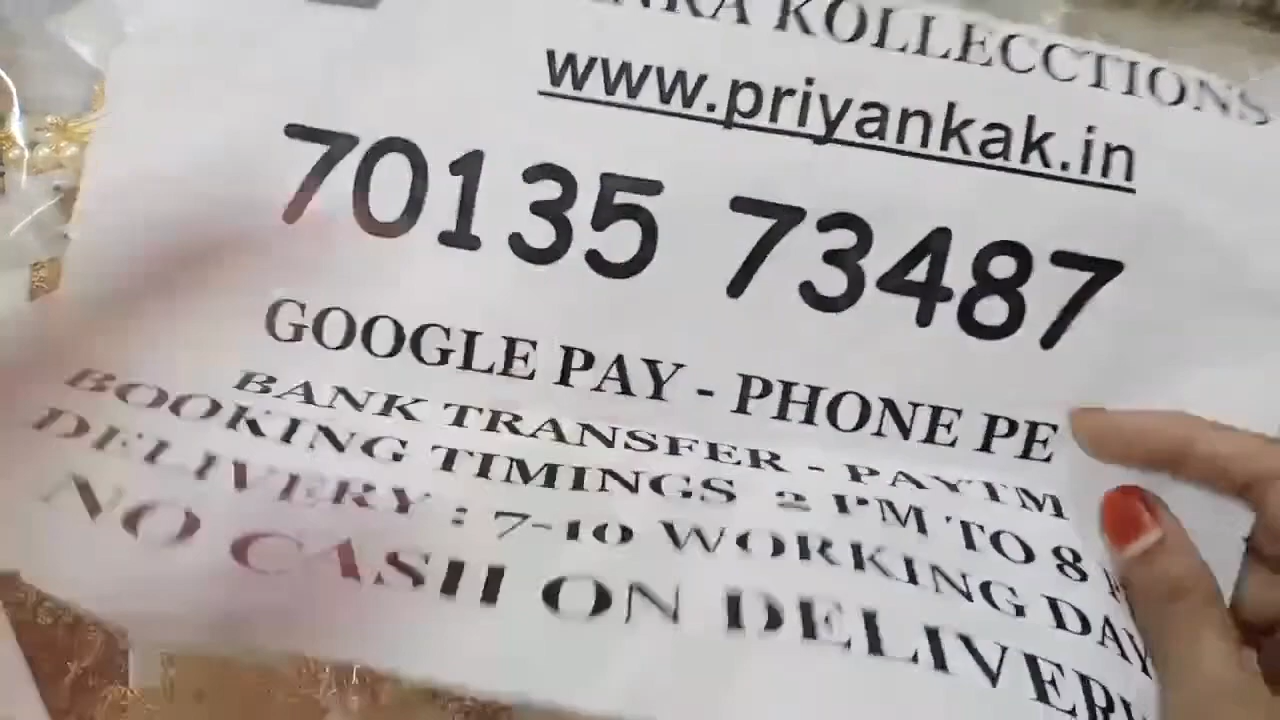 KOLLECCTIONS
www.priyankak.in
70135 73487
GOOGLE PAY - PHONE PE
BANK TRANSFER - PAYTM
BOOKING TIMINGS 2 PM TO 8
DELIVERY : 7-10 WORKING DAY
NO CASH ON DELIVERY